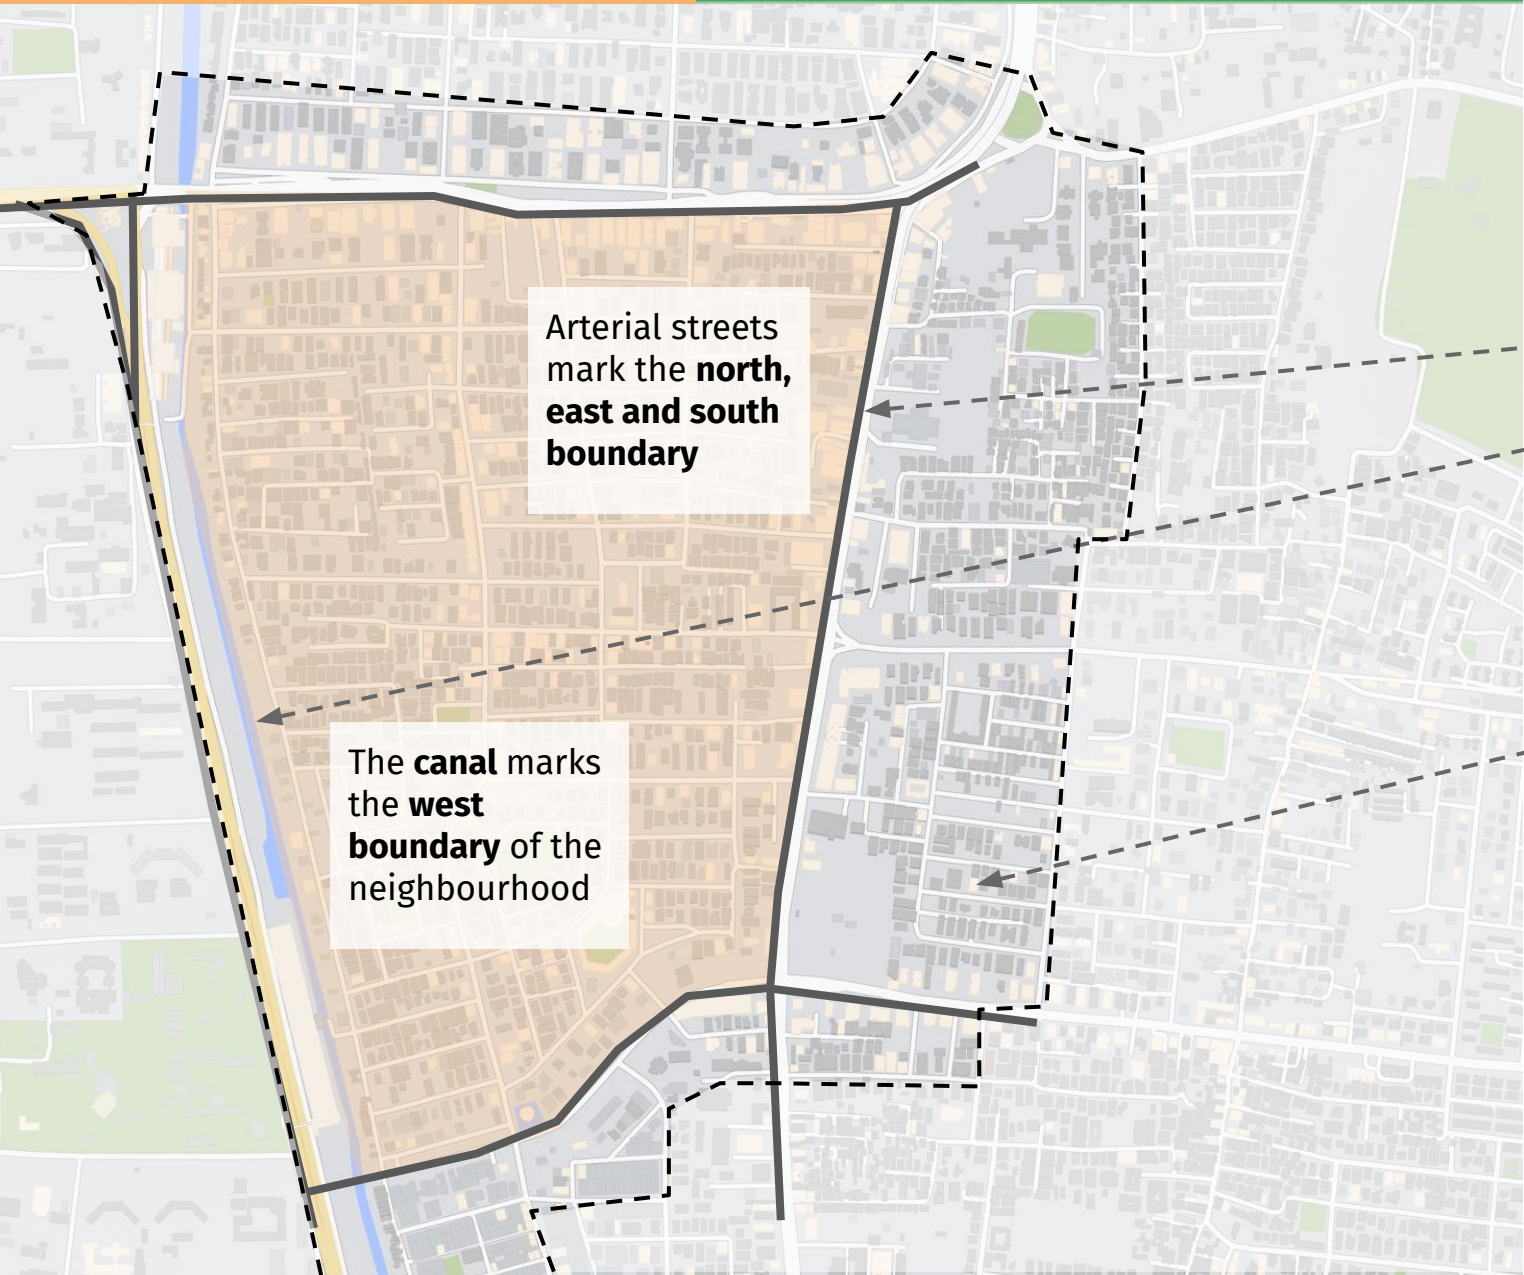 Arterial streets
mark the north,
east and south
boundary
The canal marks
the west
boundary of the
neighbourhood